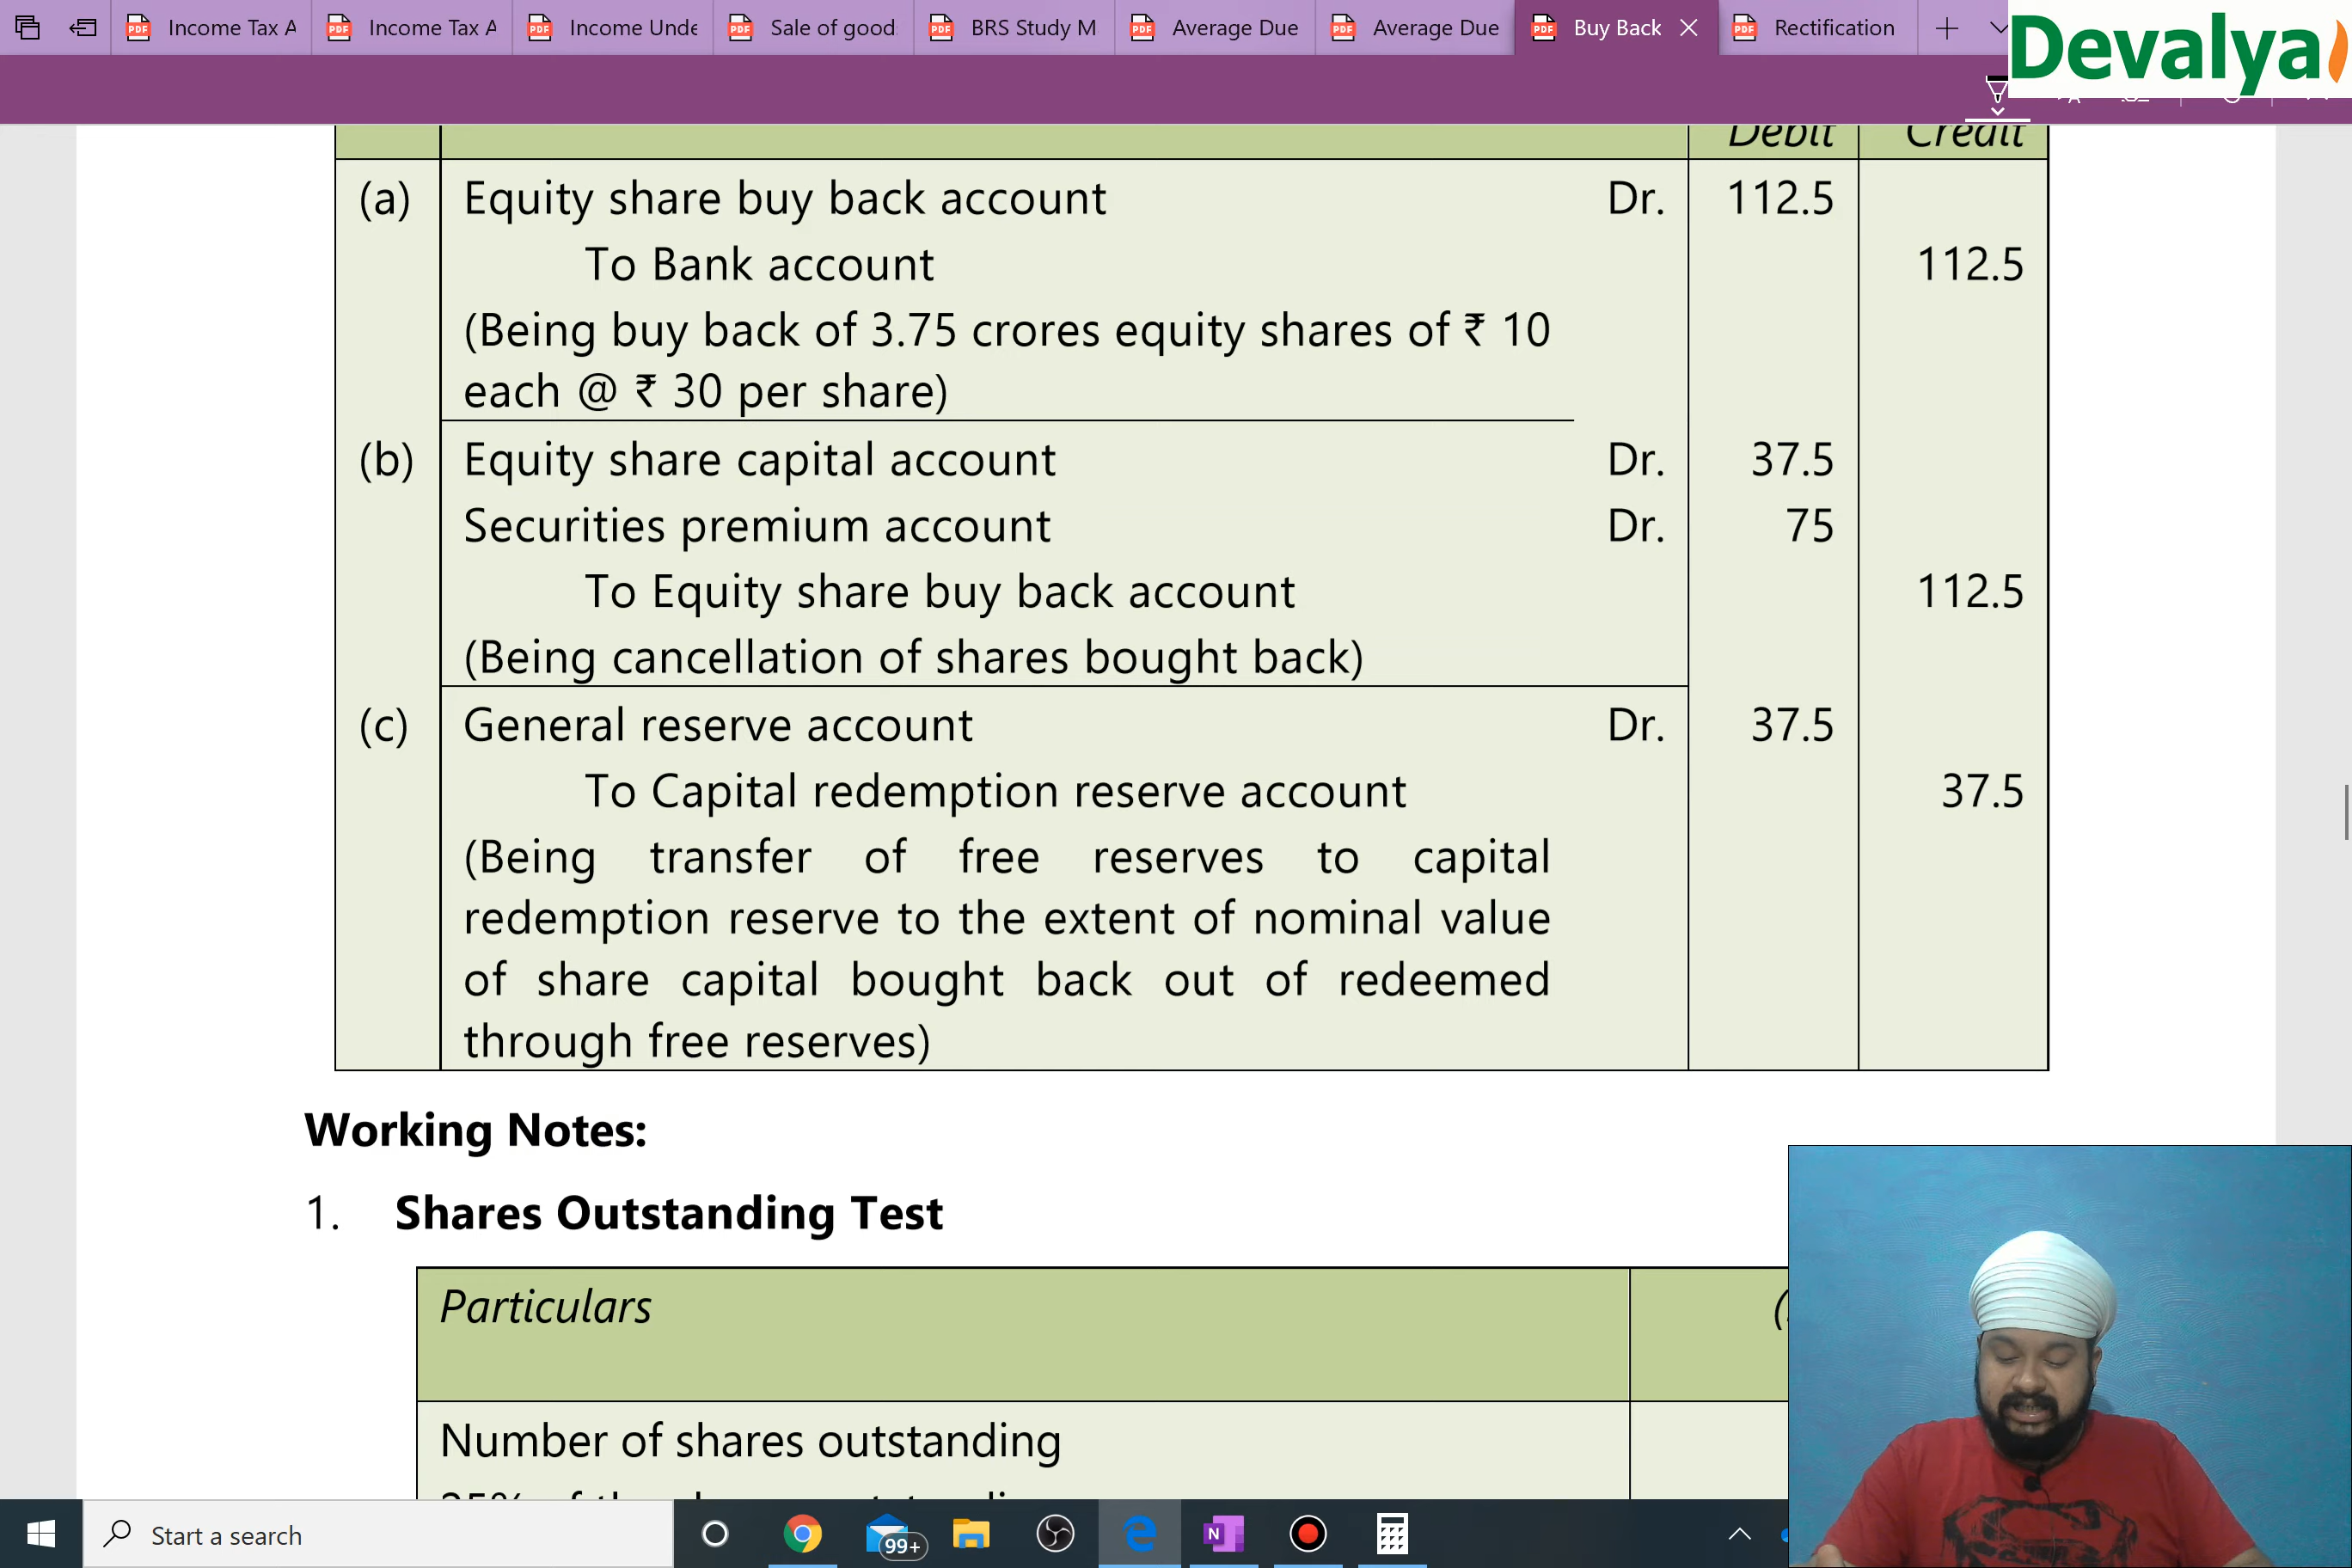 Income Tax A
Income Tax A
Income Unde
Sale of good
BRS Study M
Average Due
Average Due
Buy Back
Rectification
Devalya
Debit Credit
(a) Equity share buy back account Dr. 112.5
To Bank account 112.5
(Being buy back of 3.75 crores equity shares of ₹ 10
each @ ₹ 30 per share)
(b) Equity share capital account Dr. 37.5
Securities premium account Dr. 75
To Equity share buy back account 112.5
(Being cancellation of shares bought back)
(c) General reserve account Dr. 37.5
To Capital redemption reserve account 37.5
(Being transfer of free reserves to capital
redemption reserve to the extent of nominal value
of share capital bought back out of redeemed
through free reserves)
Working Notes:
1. Shares Outstanding Test
Particulars
Number of shares outstanding
Start a search
99+